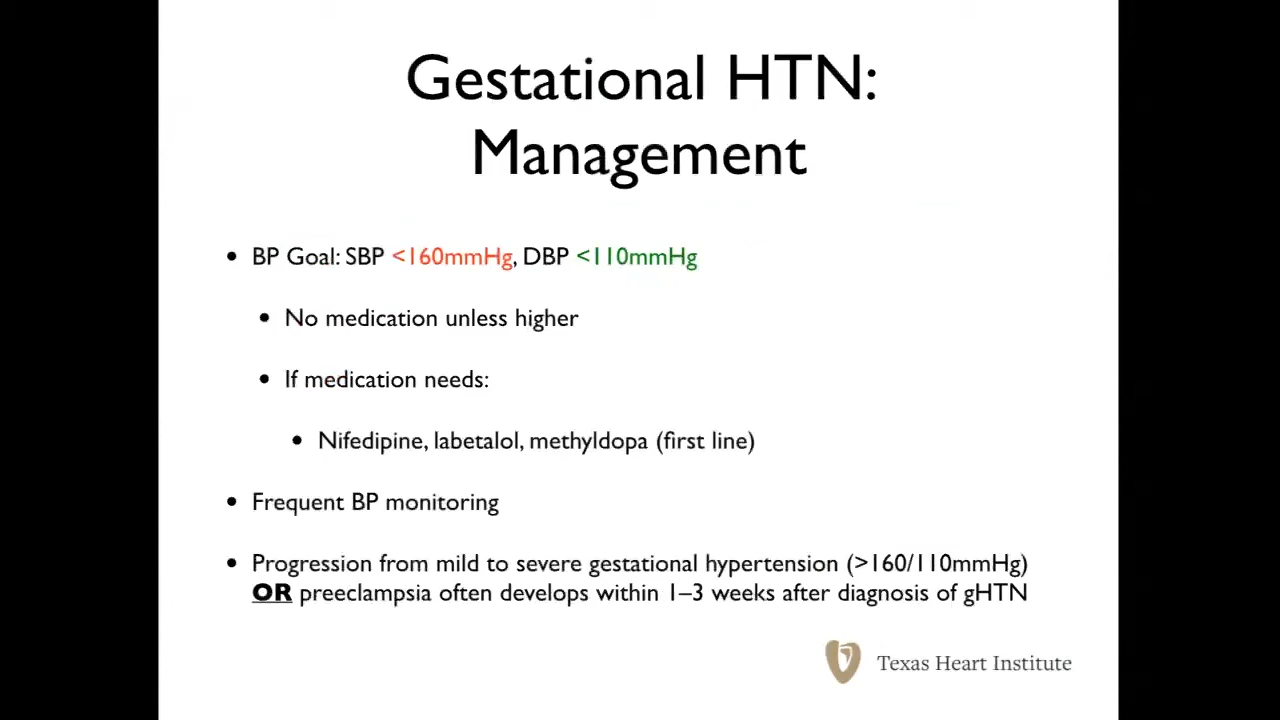 Gestational HTN:
Management
• BP Goal: SBP <160mmHg, DBP <110mmHg
• No medication unless higher
• If medication needs:
• Nifedipine, labetalol, methyldopa (first line)
• Frequent BP monitoring
• Progression from mild to severe gestational hypertension (>160/110mmHg)
OR preeclampsia often develops within 1–3 weeks after diagnosis of gHTN
Texas Heart Institute